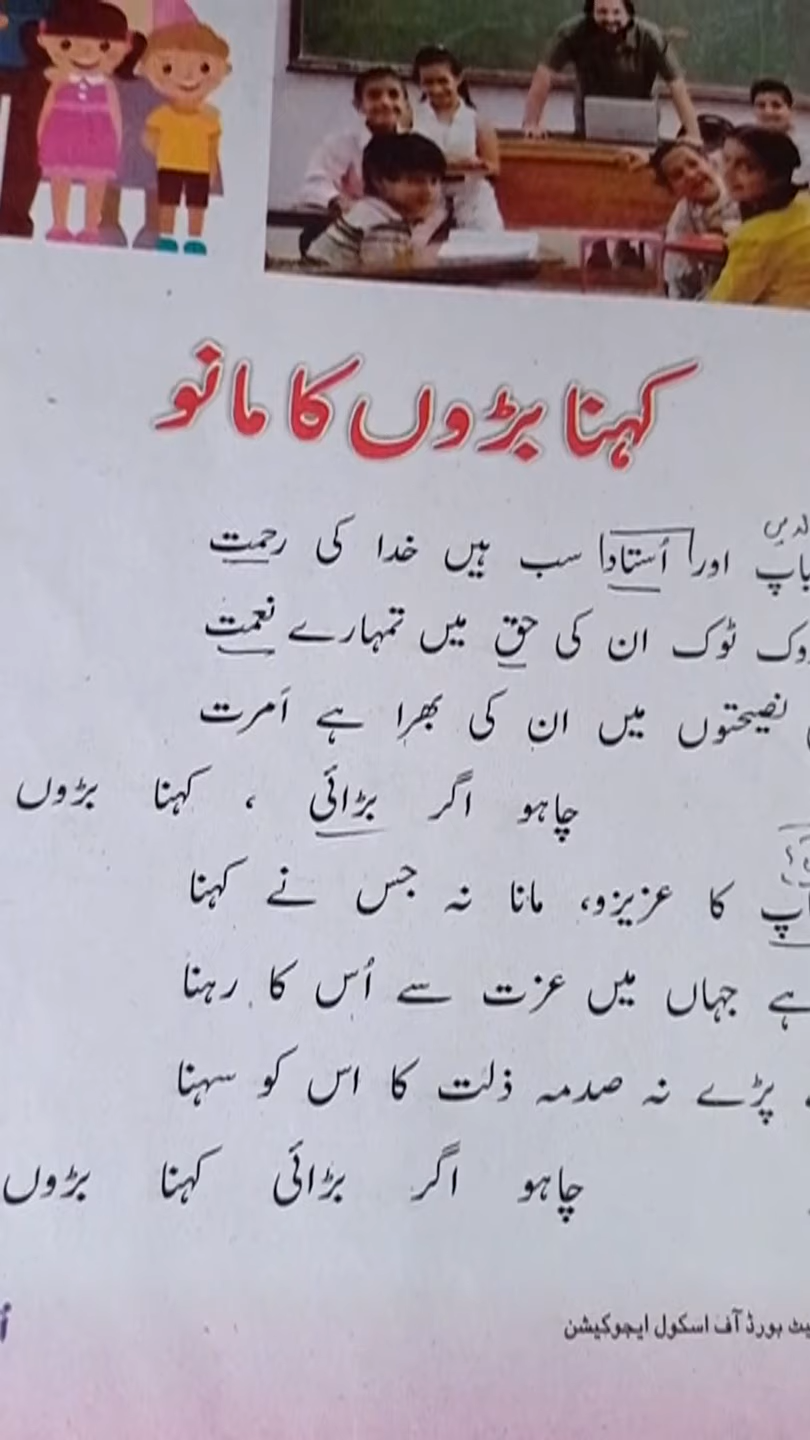 کہنا بڑوں کا مانو
باپ اور اُستاد سب ہیں خدا کی رحمت
ٹوک ان کی حق میں تمہارے نعمت
نصیحتوں میں ان کی بھرا ہے اَمرت
چاہو اگر بڑائی ، کہنا بڑوں
کا عزیزو، مانا نہ جس نے کہنا
ہے جہاں میں عزت سے اُس کا رہنا
پڑے نہ صدمہ ذلت کا اس کو سہنا
چاہو اگر بڑائی کہنا بڑوں
بورڈ آف اسکول ایجوکیشن